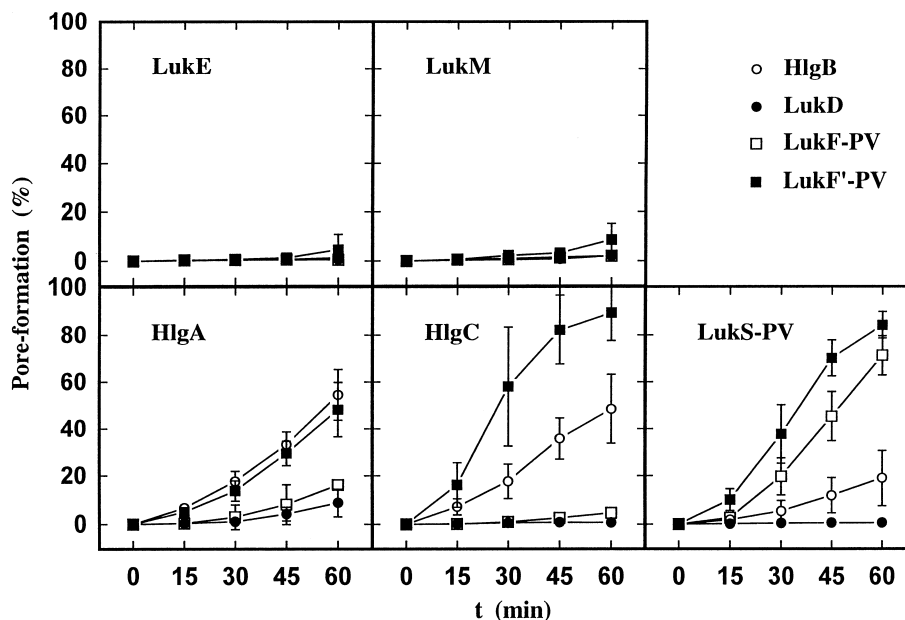 100
80
60
40
20
0
LukE
LukM
HlgB
LukD
LukF-PV
LukF'-PV
Pore-formation (%)
100
80
60
40
20
0
HlgA
HlgC
LukS-PV
0 15 30 45 60
0 15 30 45 60
0 15 30 45 60
t (min)